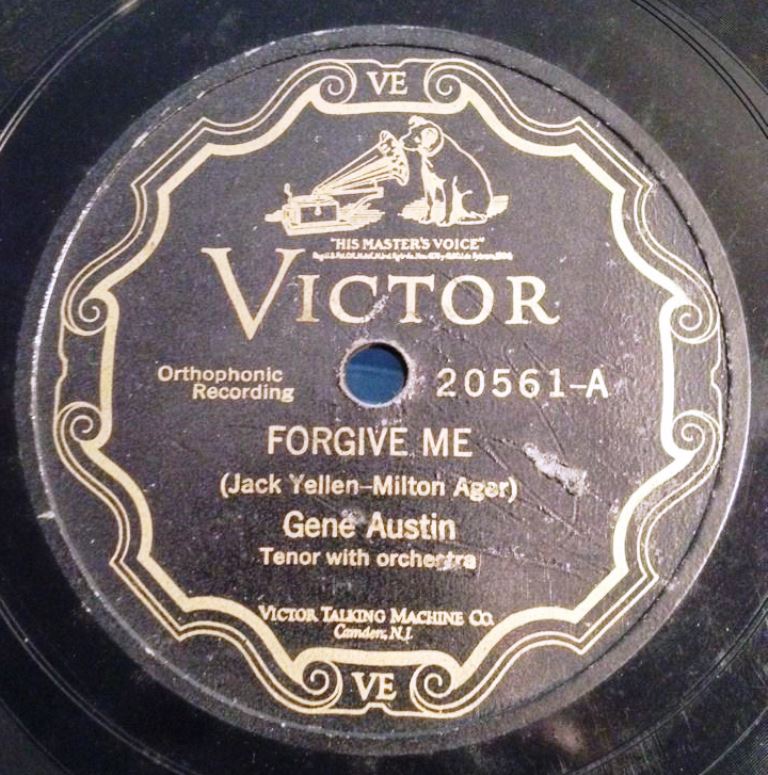 VE
"HIS MASTER'S VOICE"
VICTOR
Orthophonic
Recording
20561-A
FORGIVE ME
(Jack Yellen-Milton Ager)
Gene Austin
Tenor with orchestra
VICTOR TALKING MACHINE CO.
Camden, N.J.
VE